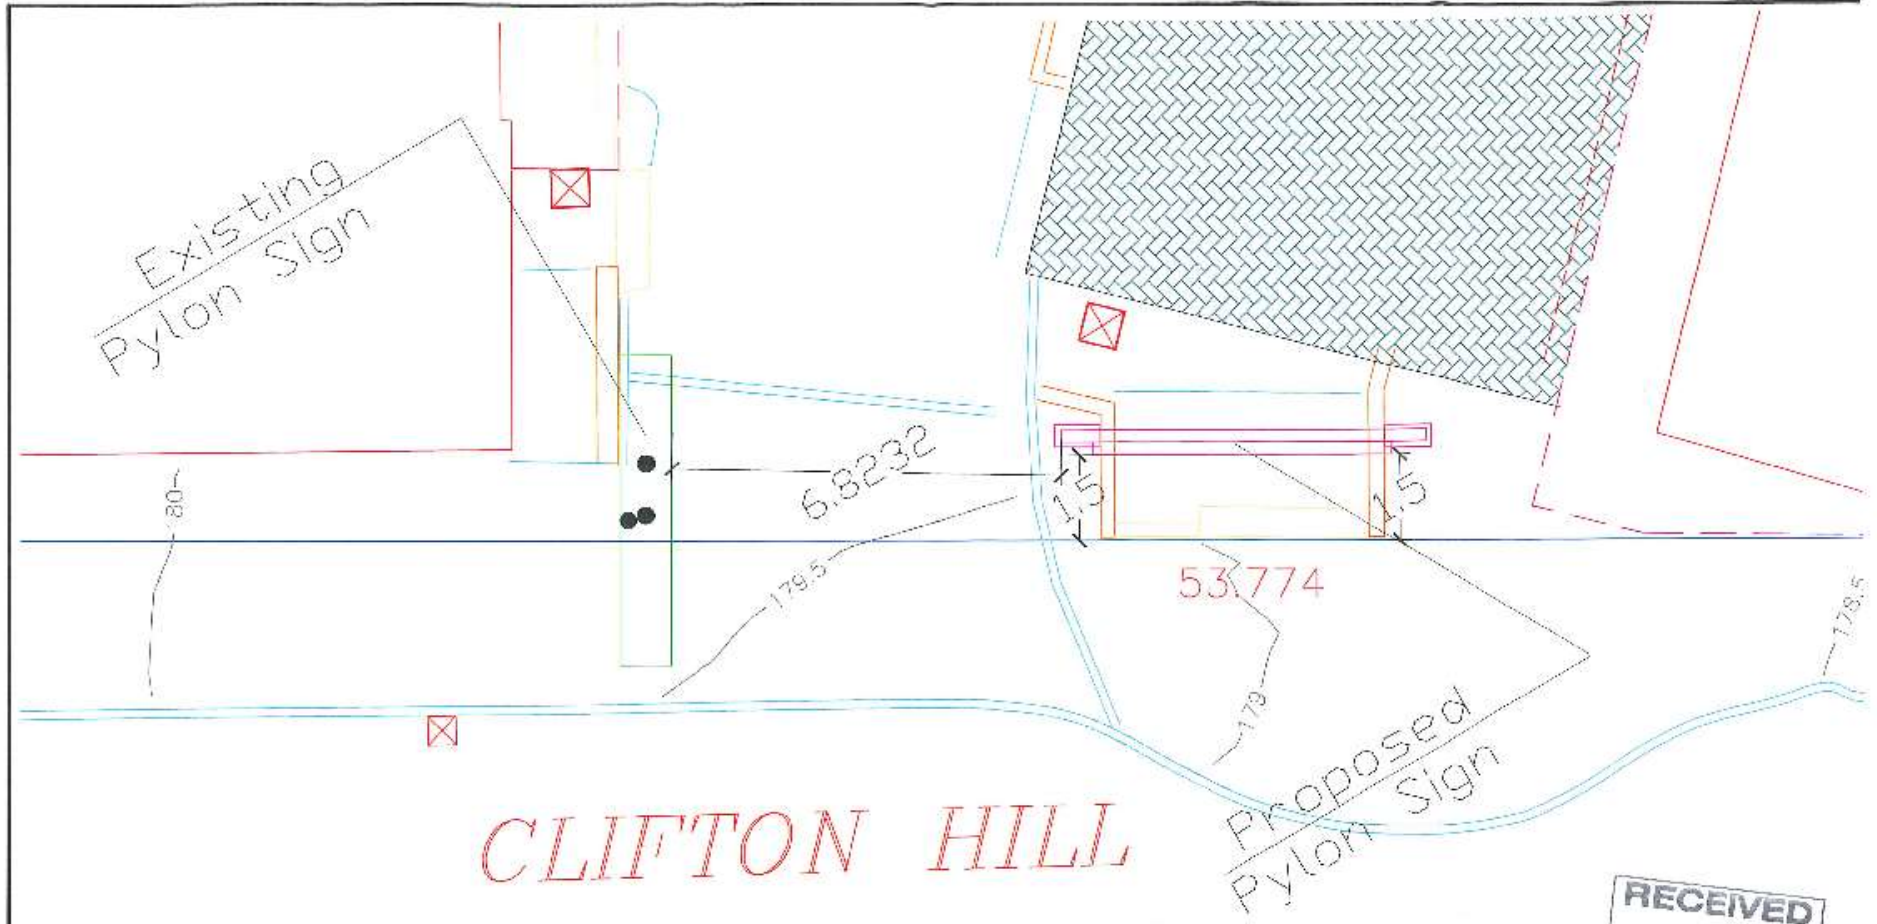 Existing
Pylon Sign
80
6.8232
1.5
1.5
179.5
53.774
178.5
179
Proposed
Pylon Sign
CLIFTON HILL
RECEIVED